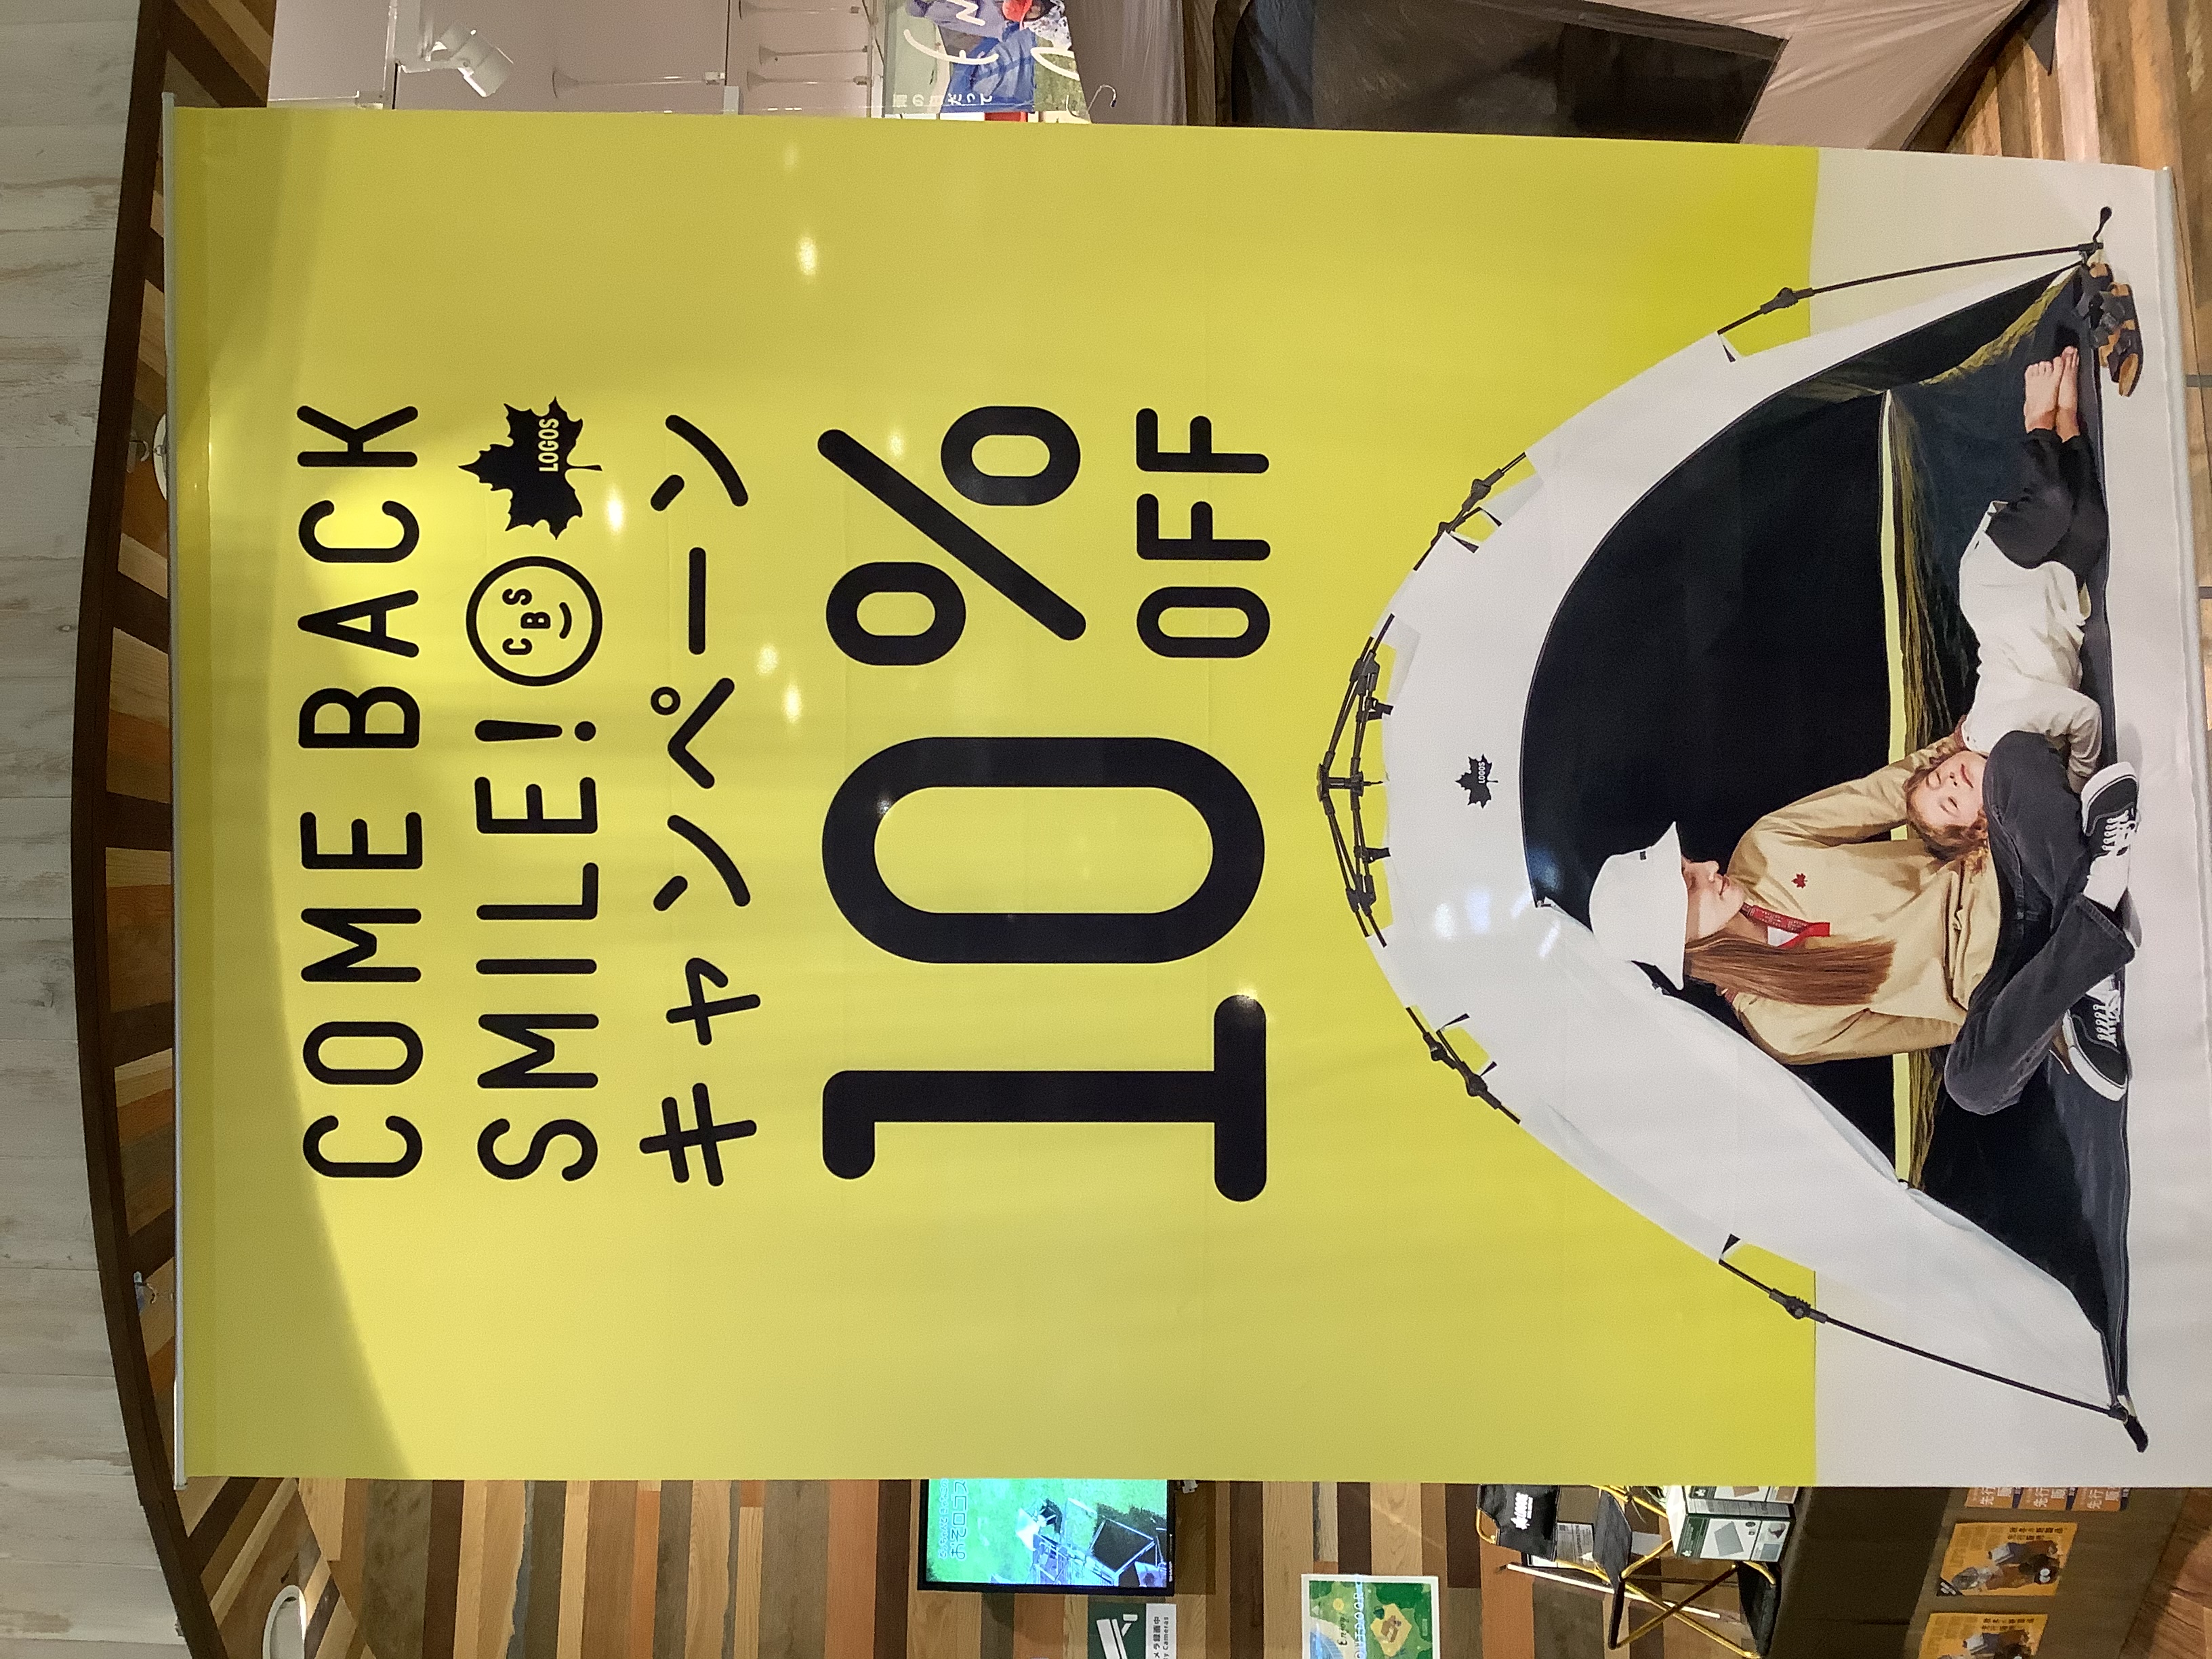 COME BACK
SMILE! CBS LOGOS
キャンペーン
10%
OFF
LOGOS